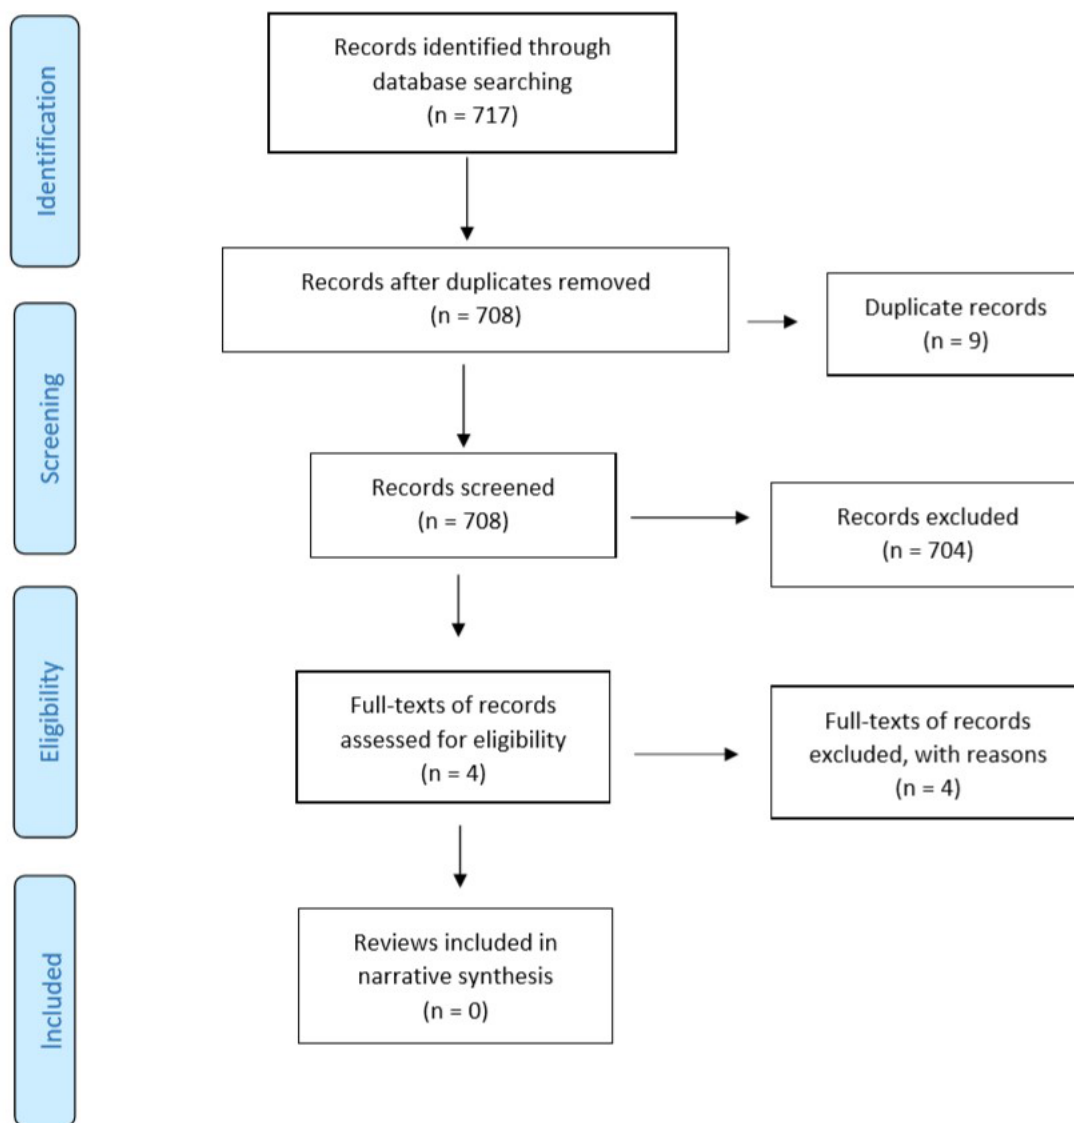 Identification
Records identified through
database searching
(n = 717)
Records after duplicates removed
(n = 708)
Duplicate records
(n = 9)
Screening
Records screened
(n = 708)
Records excluded
(n = 704)
Eligibility
Full-texts of records
assessed for eligibility
(n = 4)
Full-texts of records
excluded, with reasons
(n = 4)
Included
Reviews included in
narrative synthesis
(n = 0)